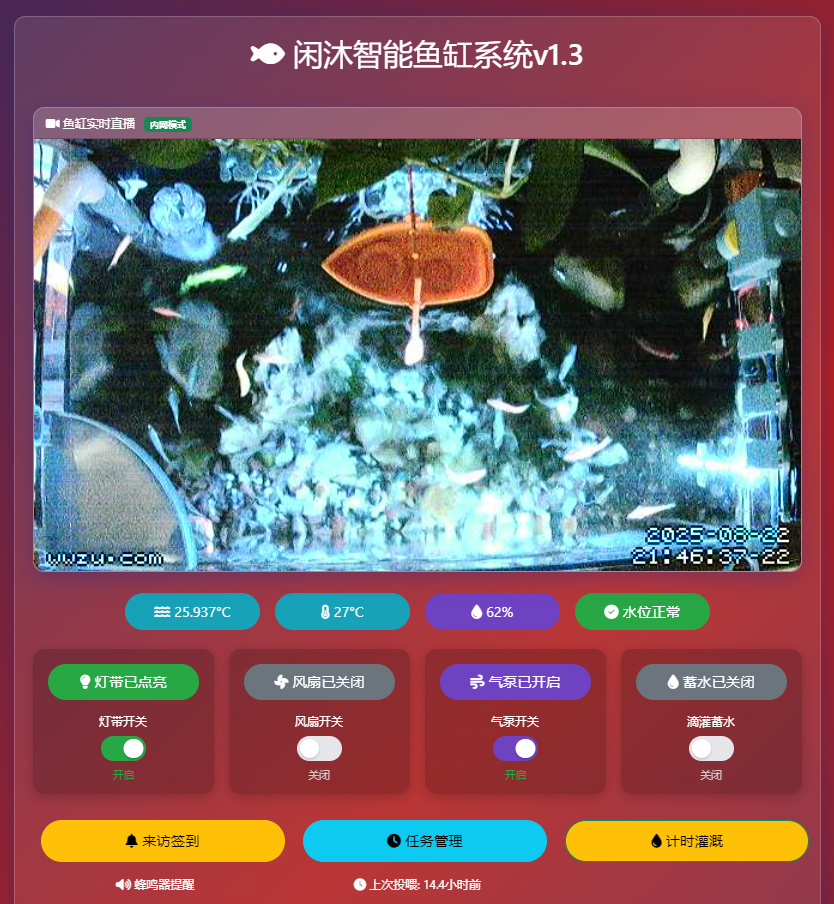 闲沐智能鱼缸系统v1.3
鱼缸实时直播 内网模式
2025-08-22
wwzu.com 21:46:37-22
25.937°C 27°C 62% 水位正常
灯带已点亮 风扇已关闭 气泵已开启 蓄水已关闭
灯带开关 风扇开关 气泵开关 滴灌蓄水
开启 关闭 开启 关闭
来访签到 任务管理 计时灌溉
蜂鸣器提醒 上次投喂: 14.4小时前